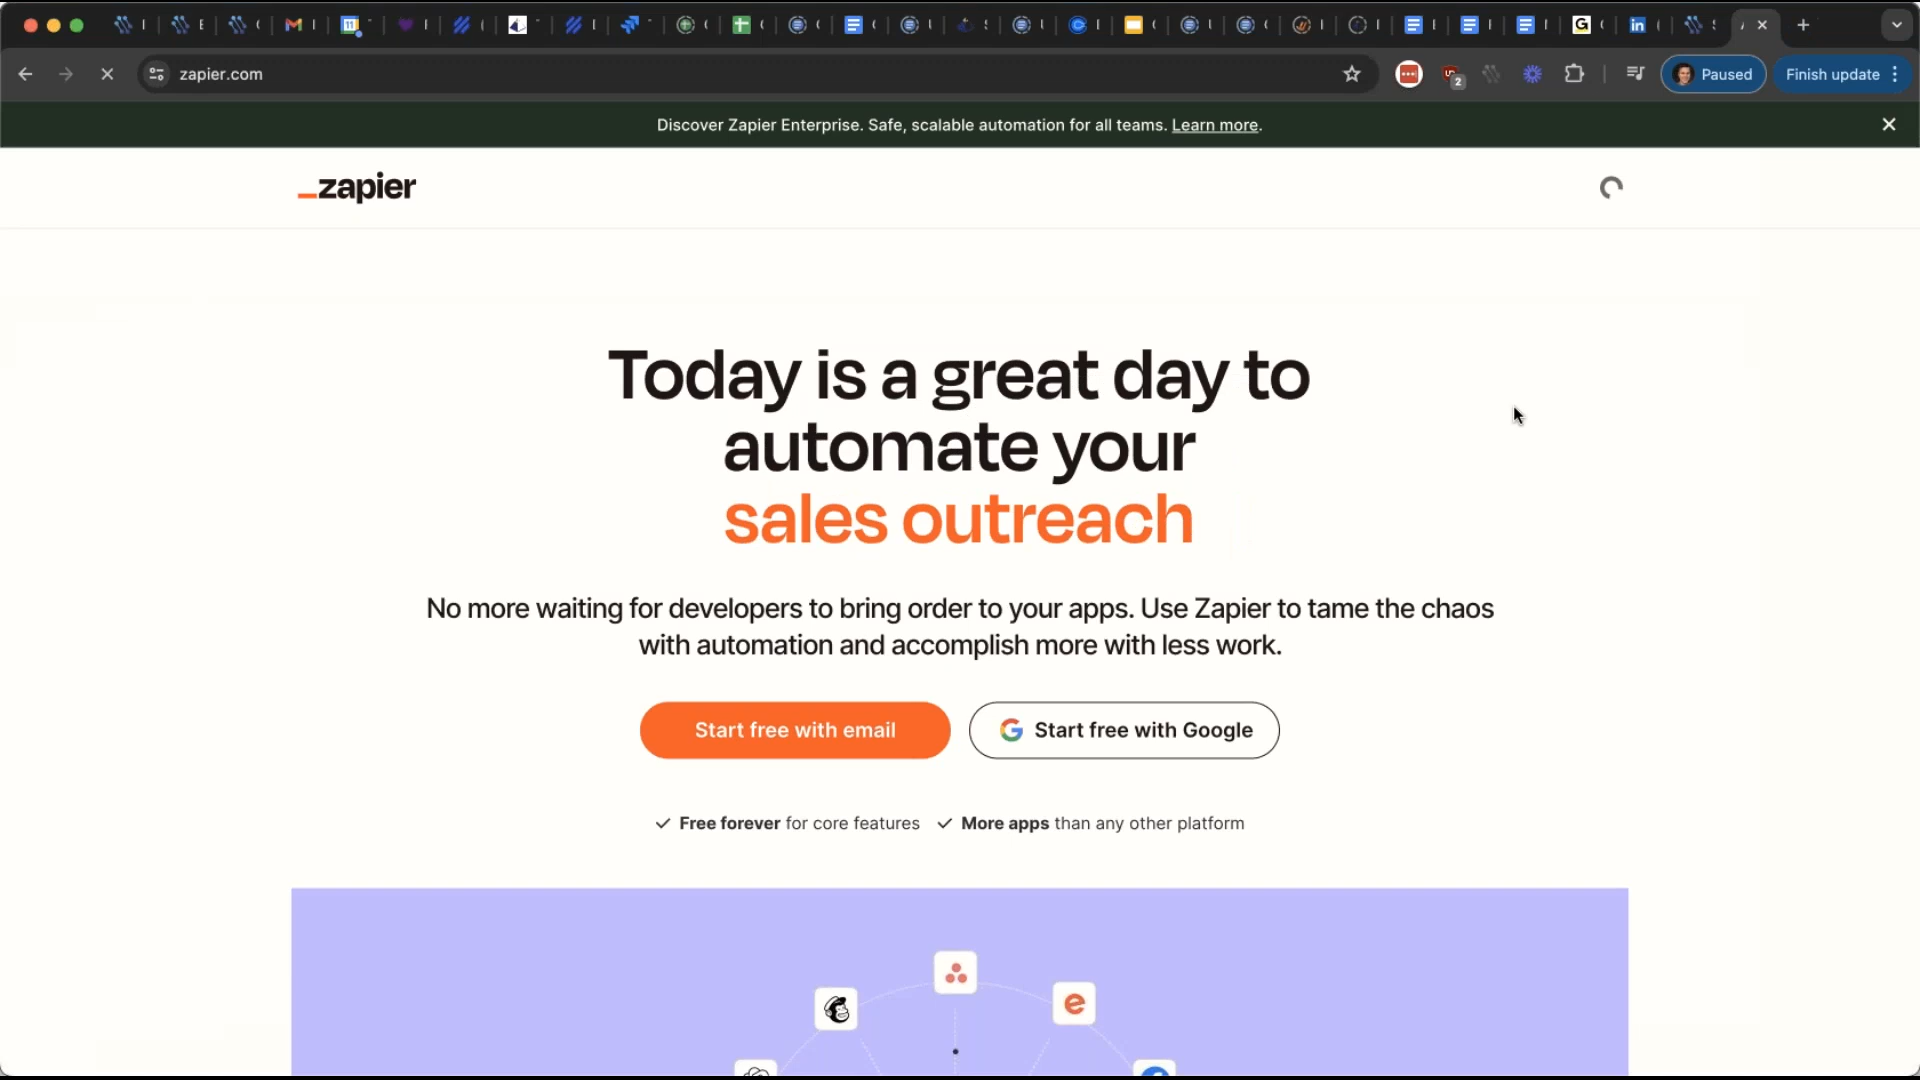 zapier.com
2
Paused
Finish update
Discover Zapier Enterprise. Safe, scalable automation for all teams. Learn more.
zapier
Today is a great day to
automate your
sales outreach
No more waiting for developers to bring order to your apps. Use Zapier to tame the chaos
with automation and accomplish more with less work.
Start free with email
Start free with Google
Free forever for core features
More apps than any other platform